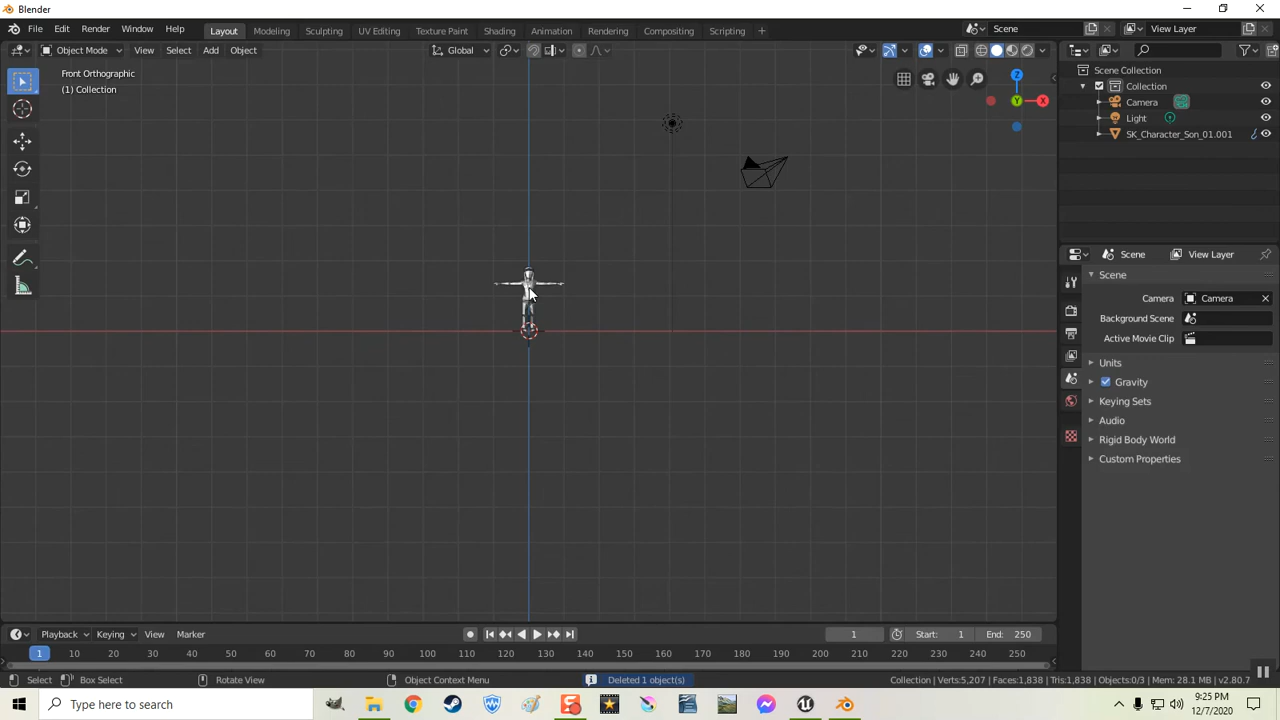 Blender
File Edit Render Window Help
Layout Modeling Sculpting UV Editing Texture Paint Shading Animation Rendering Compositing Scripting +
Scene
View Layer
Object Mode View Select Add Object
Global
Front Orthographic
(1) Collection
Z
Y
X
Scene Collection
Collection
Camera
Light
SK_Character_Son_01.001
Scene
View Layer
Scene
Camera Camera
Background Scene
Active Movie Clip
Units
Gravity
Keying Sets
Audio
Rigid Body World
Custom Properties
Playback Keying View Marker
1
Start: 1
End: 250
1 10 20 30 40 50 60 70 80 90 100 110 120 130 140 150 160 170 180 190 200 210 220 230 240 250
Select
Box Select
Rotate View
Object Context Menu
Deleted 1 object(s)
Collection | Verts:5,207 | Faces:1,838 | Tris:1,838 | Objects:0/3 | Mem: 28.1 MB | v2.80.7
Type here to search
9:25 PM
12/7/2020